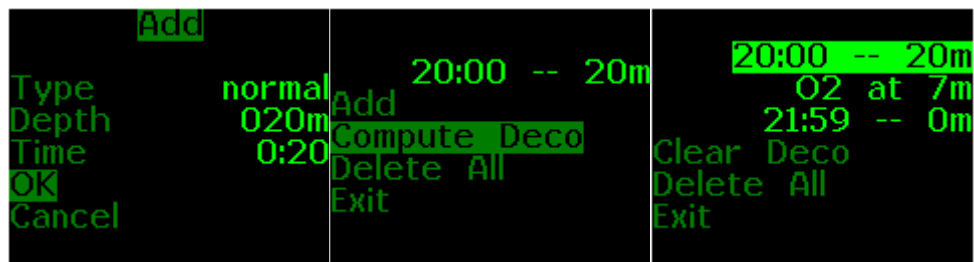 Add
Type normal
Depth 020m
Time 0:20
OK
Cancel
20:00 -- 20m
Add
Compute Deco
Delete All
Exit
20:00 -- 20m
O2 at 7m
21:59 -- 0m
Clear Deco
Delete All
Exit